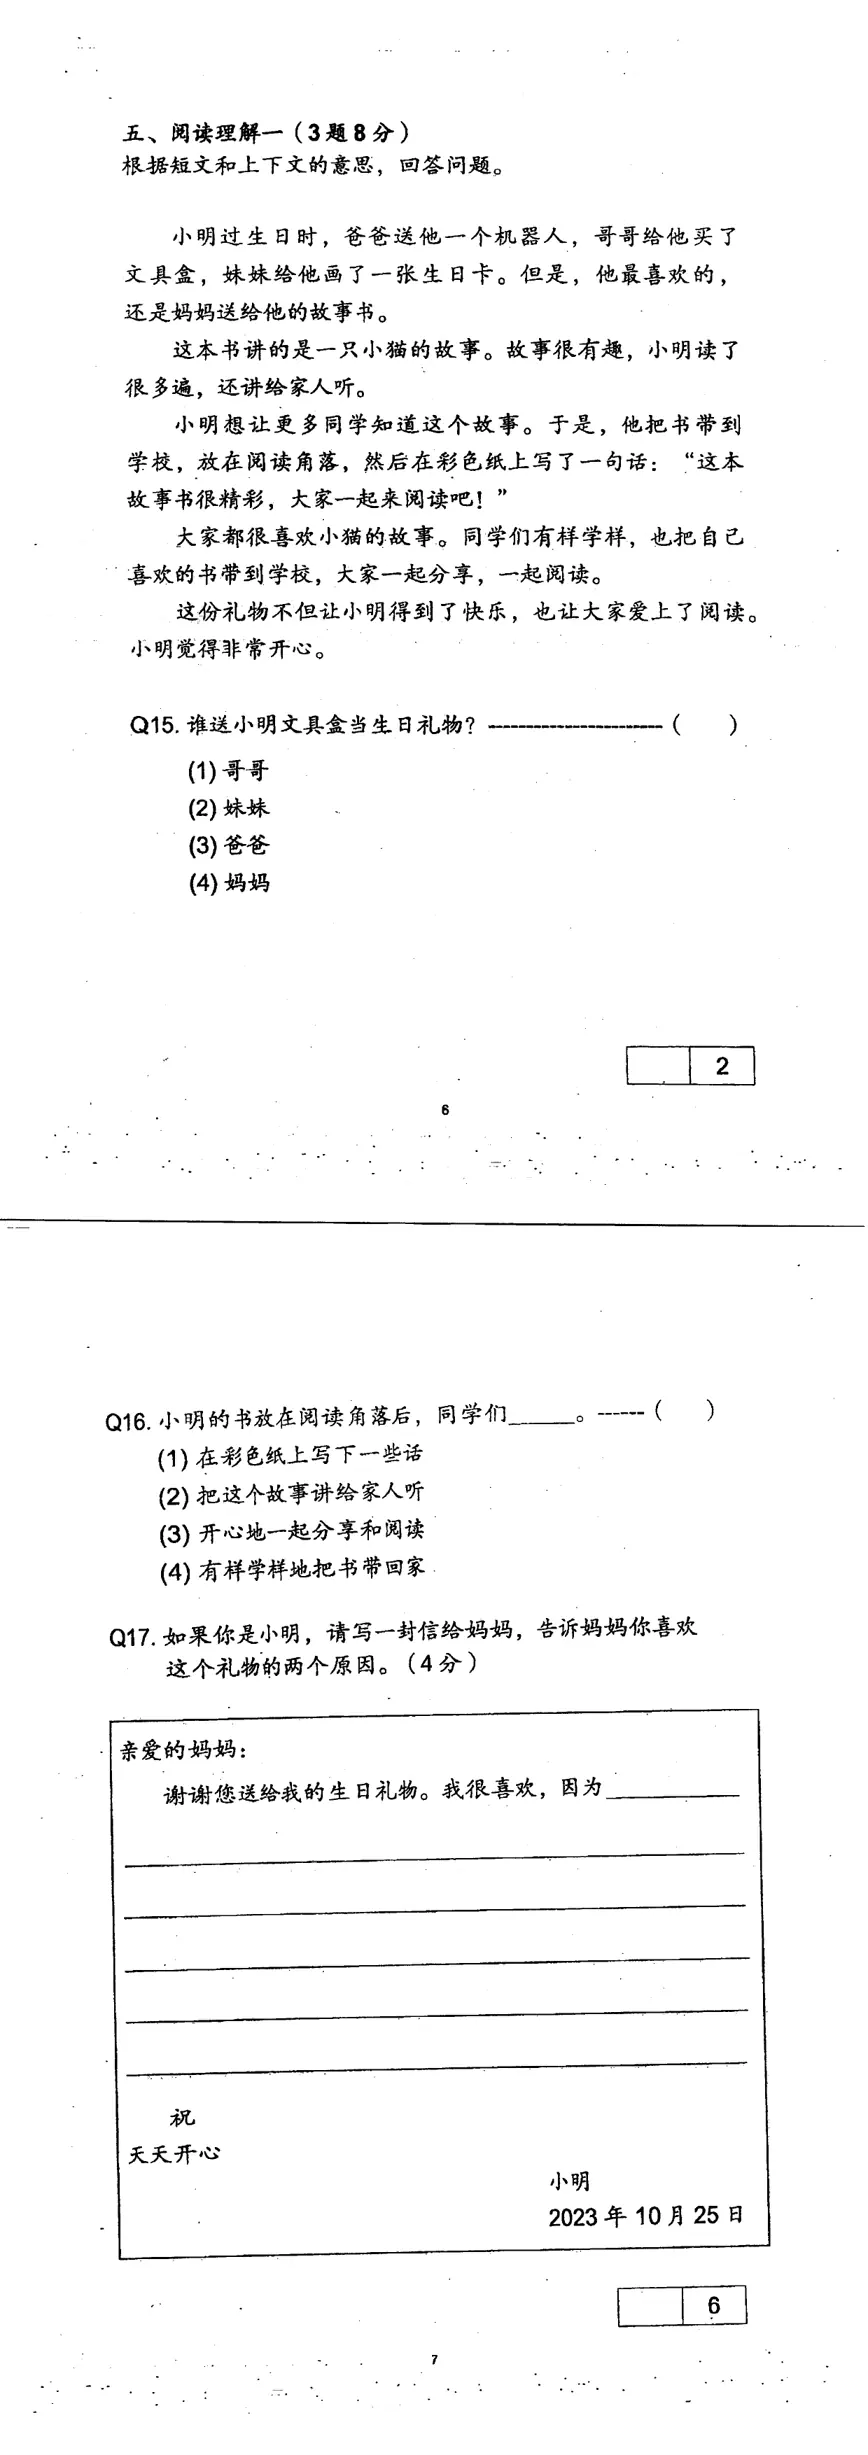 五、阅读理解一（3题8分）
根据短文和上下文的意思，回答问题。
小明过生日时，爸爸送他一个机器人，哥哥给他买了
文具盒，妹妹给他画了一张生日卡。但是，他最喜欢的，
还是妈妈送给他的故事书。
这本书讲的是一只小猫的故事。故事很有趣，小明读了
很多遍，还讲给家人听。
小明想让更多同学知道这个故事。于是，他把书带到
学校，放在阅读角落，然后在彩色纸上写了一句话：“这本
故事书很精彩，大家一起来阅读吧！”
大家都很喜欢小猫的故事。同学们有样学样，也把自己
喜欢的书带到学校，大家一起分享，一起阅读。
这份礼物不但让小明得到了快乐，也让大家爱上了阅读。
小明觉得非常开心。
Q15. 谁送小明文具盒当生日礼物？-----------------------（　　）
(1) 哥哥
(2) 妹妹
(3) 爸爸
(4) 妈妈
2
6
Q16. 小明的书放在阅读角落后，同学们_____。------（　　）
(1) 在彩色纸上写下一些话
(2) 把这个故事讲给家人听
(3) 开心地一起分享和阅读
(4) 有样学样地把书带回家
Q17. 如果你是小明，请写一封信给妈妈，告诉妈妈你喜欢
这个礼物的两个原因。（4分）
亲爱的妈妈：
谢谢您送给我的生日礼物。我很喜欢，因为__________
祝
天天开心
小明
2023年10月25日
6
7